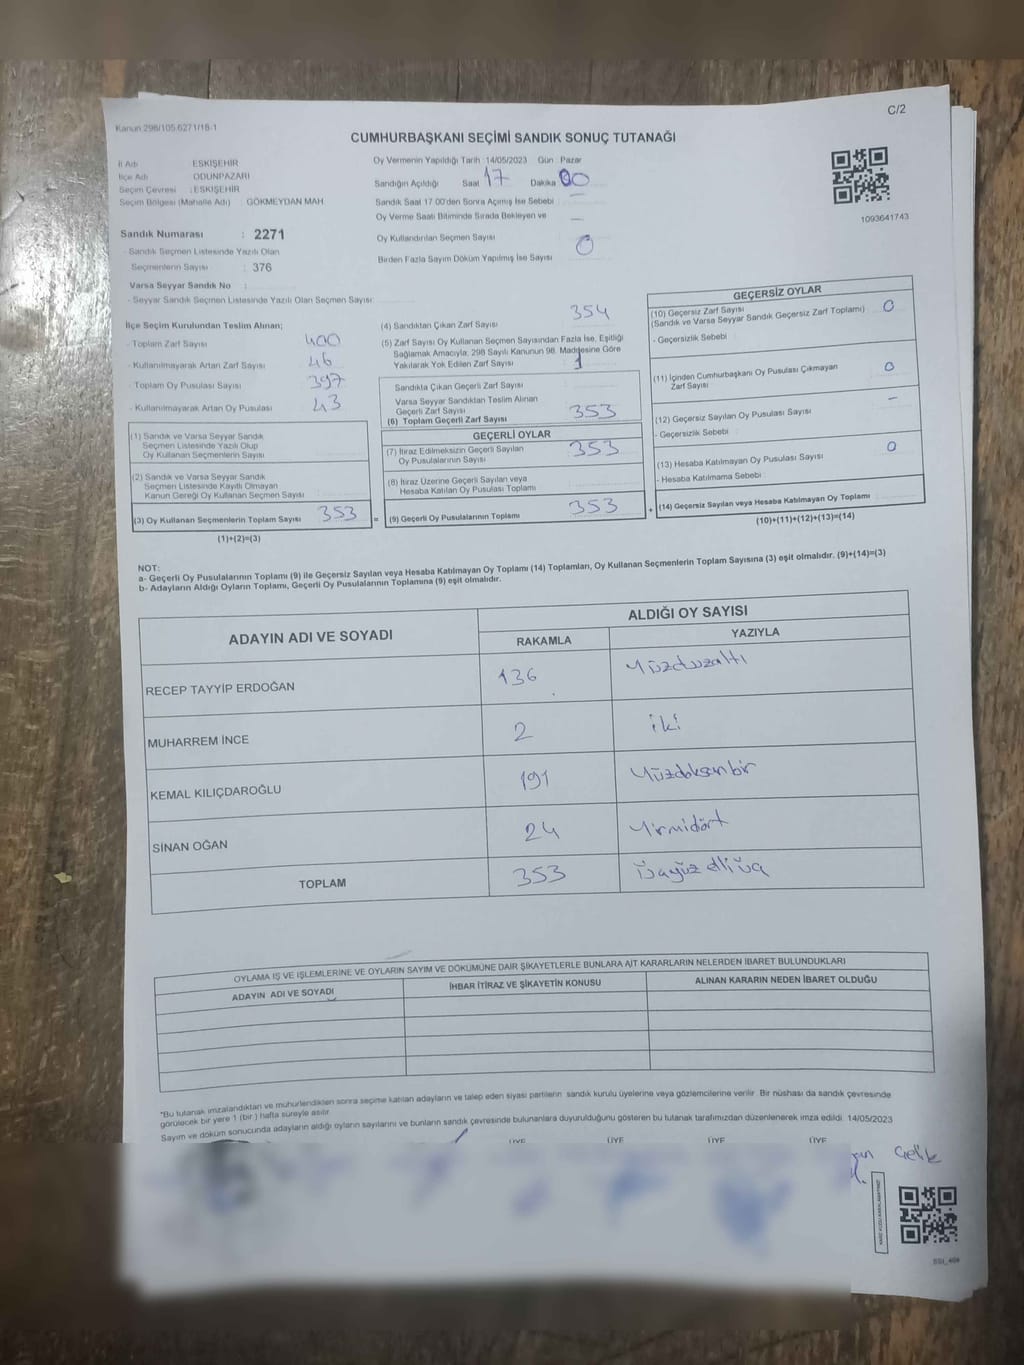 C/2
Kanun 298/105.6271/18-1
CUMHURBAŞKANI SEÇİMİ SANDIK SONUÇ TUTANAĞI
İl Adı ESKİŞEHİR
İlçe Adı ODUNPAZARI
Seçim Çevresi : ESKİŞEHİR
Seçim Bölgesi (Mahalle Adı) GÖKMEYDAN MAH
Sandık Numarası : 2271
- Sandık Seçmen Listesinde Yazılı Olan
Seçmenlerin Sayısı : 376
Varsa Seyyar Sandık No :
- Seyyar Sandık Seçmen Listesinde Yazılı Olan Seçmen Sayısı:
Oy Vermenin Yapıldığı Tarih :14/05/2023 Gün : Pazar
Sandığın Açıldığı Saat 17 Dakika 00
Sandık Saat 17.00'den Sonra Açımış İse Sebebi
Oy Verme Saati Bitiminde Sırada Bekleyen ve
Oy Kullandırılan Seçmen Sayısı
Birden Fazla Sayım Döküm Yapılmış İse Sayısı 0
1093641743
İlçe Seçim Kurulundan Teslim Alınan;
- Toplam Zarf Sayısı 400
- Kullanılmayarak Artan Zarf Sayısı 46
- Toplam Oy Pusulası Sayısı 397
- Kullanılmayarak Artan Oy Pusulası 43
(1) Sandık ve Varsa Seyyar Sandık
Seçmen Listesinde Yazılı Olup
Oy Kullanan Seçmenlerin Sayısı
(2) Sandık ve Varsa Seyyar Sandık
Seçmen Listesinde Kayıtlı Olmayan
Kanun Gereği Oy Kullanan Seçmen Sayısı
(3) Oy Kullanan Seçmenlerin Toplam Sayısı 353 =
(1)+(2)=(3)
(4) Sandıktan Çıkan Zarf Sayısı 354
(5) Zarf Sayısı Oy Kullanan Seçmen Sayısından Fazla İse, Eşitliği
Sağlamak Amacıyla, 298 Sayılı Kanunun 98. Maddesine Göre
Yakılarak Yok Edilen Zarf Sayısı 1
Sandıkta Çıkan Geçerli Zarf Sayısı
Varsa Seyyar Sandıktan Teslim Alınan
Geçerli Zarf Sayısı
(6) Toplam Geçerli Zarf Sayısı 353
GEÇERLİ OYLAR
(7) İtiraz Edilmeksizin Geçerli Sayılan
Oy Pusulalarının Sayısı 353
(8) İtiraz Üzerine Geçerli Sayılan veya
Hesaba Katılan Oy Pusulası Toplamı
(9) Geçerli Oy Pusulalarının Toplamı 353 +
GEÇERSİZ OYLAR
(10) Geçersiz Zarf Sayısı 0
(Sandık ve Varsa Seyyar Sandık Geçersiz Zarf Toplamı)
- Geçersizlik Sebebi
(11) İçinden Cumhurbaşkanı Oy Pusulası Çıkmayan
Zarf Sayısı 0
(12) Geçersiz Sayılan Oy Pusulası Sayısı -
- Geçersizlik Sebebi
(13) Hesaba Katılmayan Oy Pusulası Sayısı 0
- Hesaba Katılmama Sebebi
(14) Geçersiz Sayılan veya Hesaba Katılmayan Oy Toplamı
(10)+(11)+(12)+(13)=(14)
NOT:
a- Geçerli Oy Pusulalarının Toplamı (9) ile Geçersiz Sayılan veya Hesaba Katılmayan Oy Toplamı (14) Toplamları, Oy Kullanan Seçmenlerin Toplam Sayısına (3) eşit olmalıdır. (9)+(14)=(3)
b- Adayların Aldığı Oyların Toplamı, Geçerli Oy Pusulalarının Toplamına (9) eşit olmalıdır.
ADAYIN ADI VE SOYADI ALDIĞI OY SAYISI
RAKAMLA YAZIYLA
RECEP TAYYİP ERDOĞAN 136 Yüzduzaltı
MUHARREM İNCE 2 iki
KEMAL KILIÇDAROĞLU 191 Yüzdoksanbir
SİNAN OĞAN 24 Yirmidört
TOPLAM 353
OYLAMA İŞ VE İŞLEMLERİNE VE OYLARIN SAYIM VE DÖKÜMÜNE DAİR ŞİKAYETLERLE BUNLARA AİT KARARLARIN NELERDEN İBARET BULUNDUKLARI
ADAYIN ADI VE SOYADI İHBAR İTİRAZ VE ŞİKAYETİN KONUSU ALINAN KARARIN NEDEN İBARET OLDUĞU
*Bu tutanak imzalandıktan ve mühürlendikten sonra seçime katılan adayların ve talep eden siyasi partilerin sandık kurulu üyelerine veya gözlemcilerine verilir. Bir nüshası da sandık çevresinde
görülecek bir yere 1 (bir) hafta süreyle asılır.
Sayım ve döküm sonucunda adayların aldığı oyların sayılarını ve bunların sandık çevresinde bulunanlara duyurulduğunu gösteren bu tutanak tarafımızdan düzenlenerek imza edildi. 14/05/2023
ÜYE ÜYE ÜYE ÜYE
Çelik